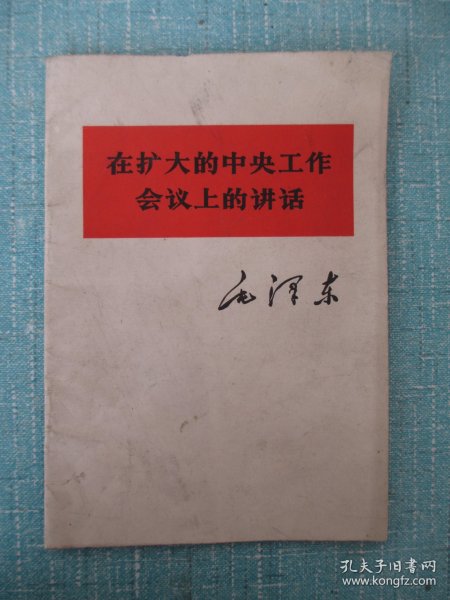 在扩大的中央工作
会议上的讲话
毛泽东
孔夫子旧书网
www.kongfz.com